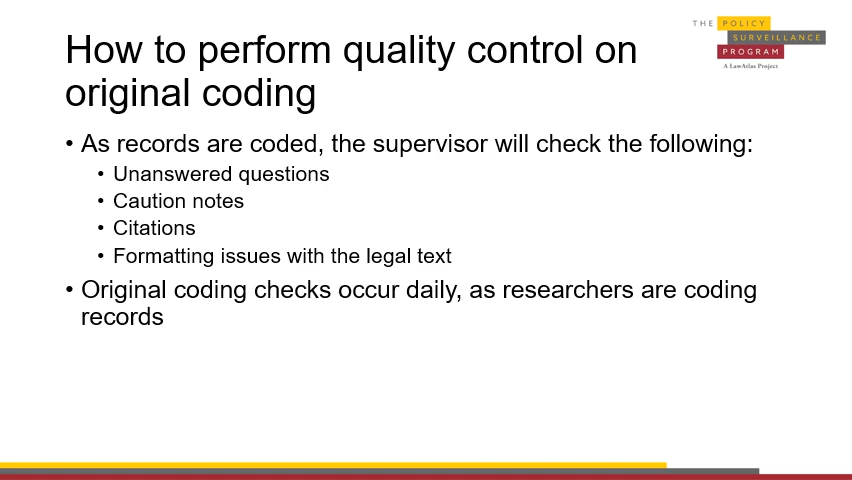 THE POLICY
SURVEILLANCE
PROGRAM
A LawAtlas Project
How to perform quality control on
original coding
• As records are coded, the supervisor will check the following:
• Unanswered questions
• Caution notes
• Citations
• Formatting issues with the legal text
• Original coding checks occur daily, as researchers are coding
records